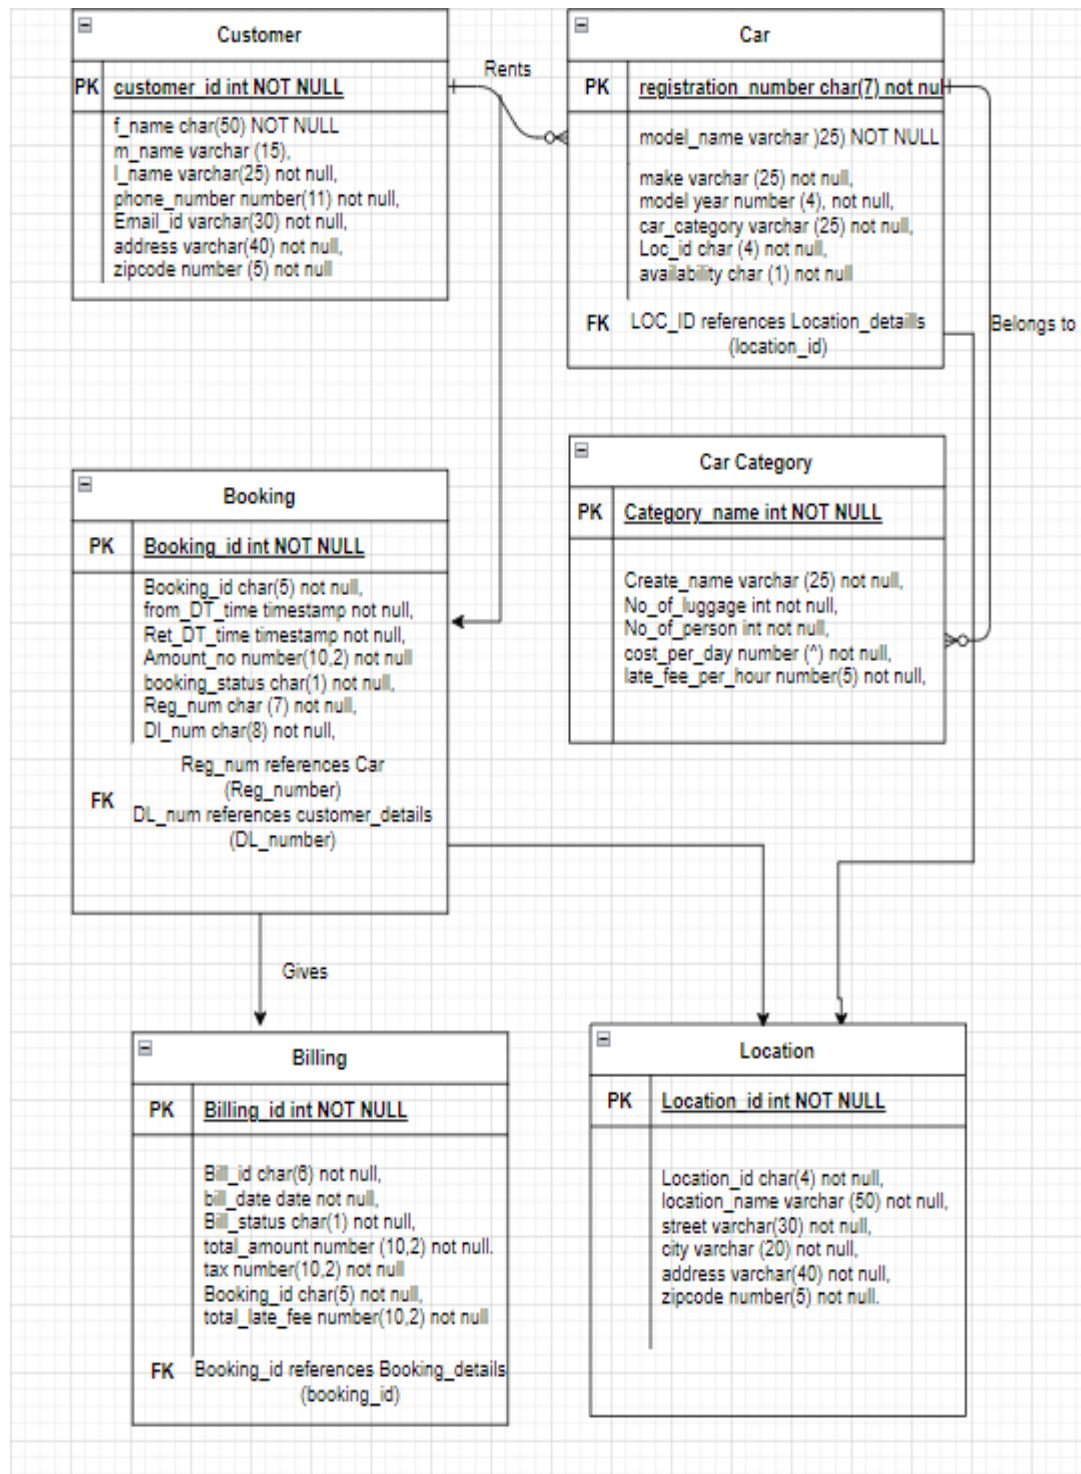 Customer
PK customer_id int NOT NULL
f_name char(50) NOT NULL
m_name varchar (15),
l_name varchar(25) not null,
phone_number number(11) not null,
Email_id varchar(30) not null,
address varchar(40) not null,
zipcode number (5) not null
Rents
Car
PK registration_number char(7) not nul
model_name varchar )25) NOT NULL
make varchar (25) not null,
model year number (4), not null,
car_category varchar (25) not null,
Loc_id char (4) not null,
availability char (1) not null
FK LOC_ID references Location_detaills
(location_id)
Belongs to
Car Category
PK Category_name int NOT NULL
Create_name varchar (25) not null,
No_of_luggage int not null,
No_of_person int not null,
cost_per_day number (^) not null,
late_fee_per_hour number(5) not null,
Booking
PK Booking_id int NOT NULL
Booking_id char(5) not null,
from_DT_time timestamp not null,
Ret_DT_time timestamp not null,
Amount_no number(10,2) not null
booking_status char(1) not null,
Reg_num char (7) not null,
Dl_num char(8) not null,
Reg_num references Car
(Reg_number)
FK
DL_num references customer_details
(DL_number)
Gives
Billing
PK Billing_id int NOT NULL
Bill_id char(6) not null,
bill_date date not null,
Bill_status char(1) not null,
total_amount number (10,2) not null.
tax number(10,2) not null
Booking_id char(5) not null,
total_late_fee number(10,2) not null
FK Booking_id references Booking_details
(booking_id)
Location
PK Location_id int NOT NULL
Location_id char(4) not null,
location_name varchar (50) not null,
street varchar(30) not null,
city varchar (20) not null,
address varchar(40) not null,
zipcode number(5) not null.